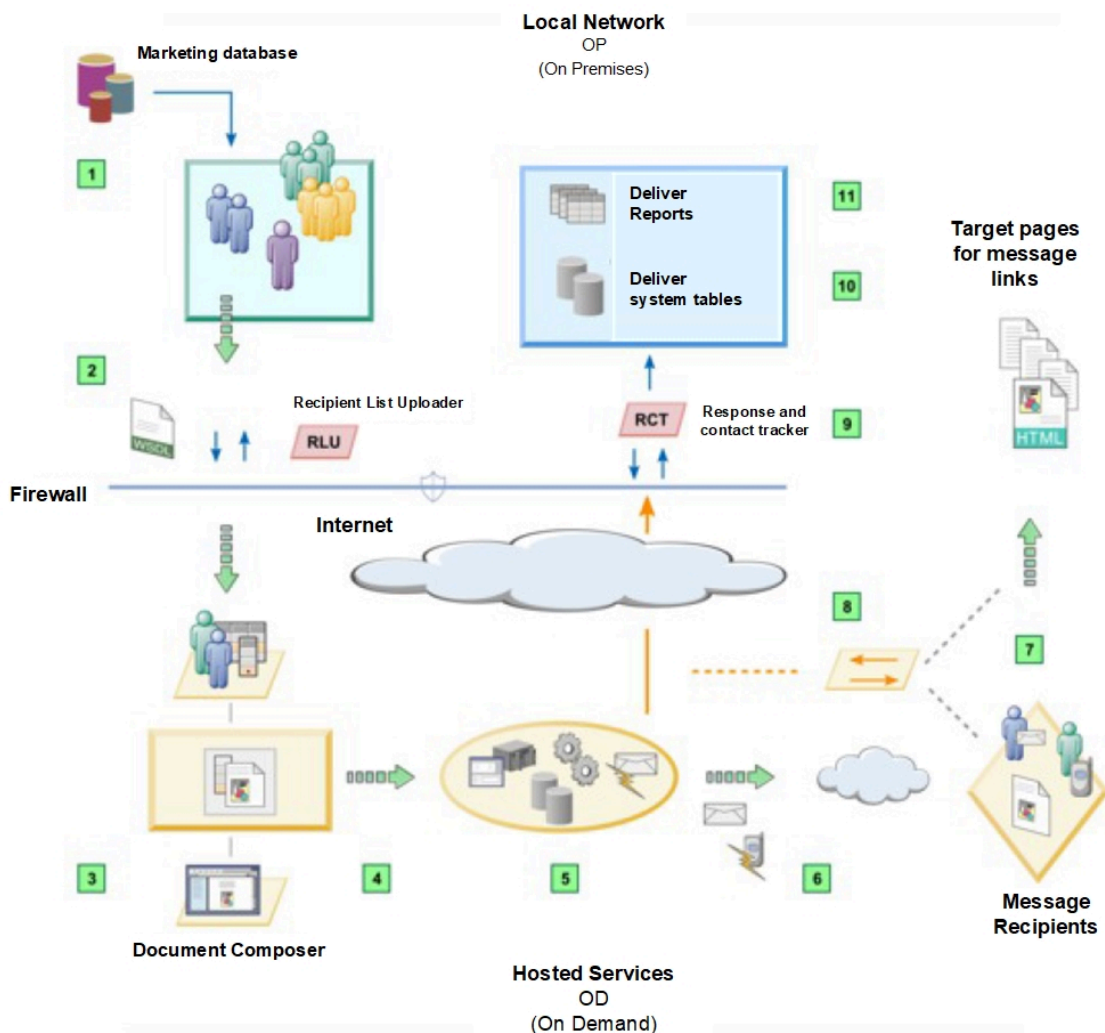 Local Network
OP
(On Premises)
Marketing database
1
Deliver
Reports
11
Deliver
system tables
10
Target pages
for message
links
2
WSDL
Recipient List Uploader
RLU
RCT
Response and
contact tracker
9
HTML
Firewall
Internet
8
7
3
4
5
6
Document Composer
Message
Recipients
Hosted Services
OD
(On Demand)